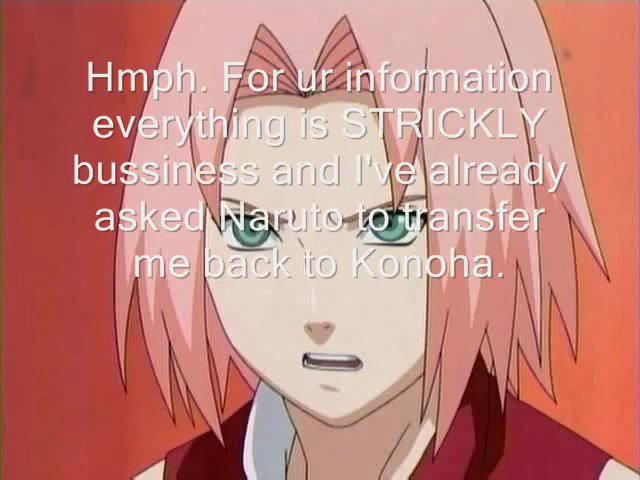 Hmph. For ur information
everything is STRICKLY
bussiness and I've already
asked Naruto to transfer
me back to Konoha.